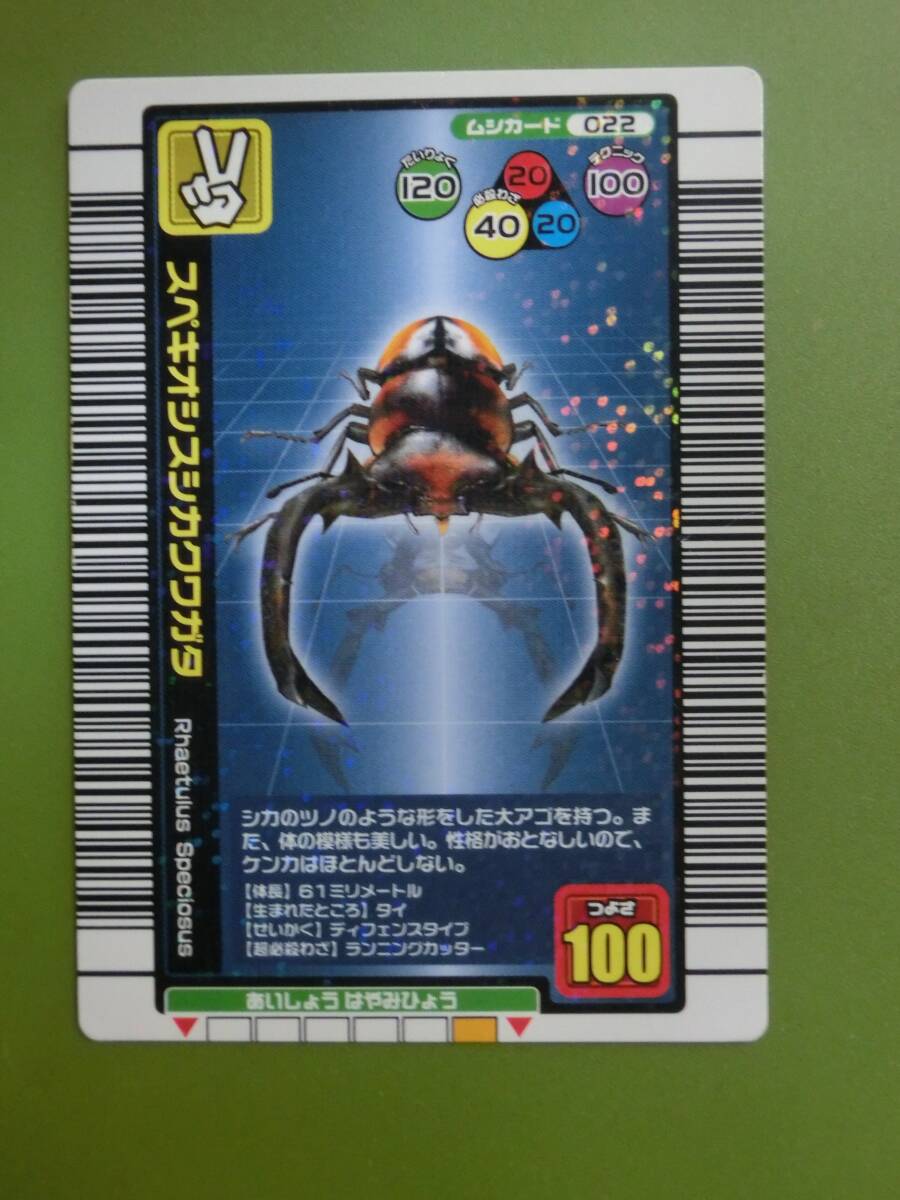 ムシカード 022
たいりょく
120
必殺わざ
20
40
20
テクニック
100
スペキオシスシカクワガタ
Rhaetulus Speciosus
シカのツノのような形をした大アゴを持つ。ま
た、体の模様も美しい。性格がおとなしいので、
ケンカはほとんどしない。
【体長】61ミリメートル
【生まれたところ】タイ
【せいかく】ディフェンスタイプ
【超必殺わざ】ランニングカッター
つよさ
100
あいしょう はやみひょう